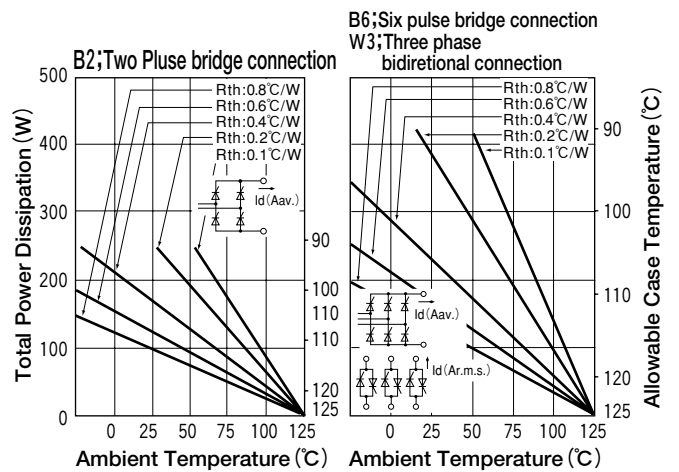 B2;Two Pluse bridge connection
B6;Six pulse bridge connection
W3;Three phase
bidiretional connection
Total Power Dissipation (W)
500
400
300
200
100
0
Rth:0.8℃/W
Rth:0.6℃/W
Rth:0.4℃/W
Rth:0.2℃/W
Rth:0.1℃/W
Id(Aav.)
90
100
110
110
120
125
0 25 50 75 100 125
Ambient Temperature (℃)
Rth:0.8℃/W
Rth:0.6℃/W
Rth:0.4℃/W
Rth:0.2℃/W
Rth:0.1℃/W
Id(Aav.)
Id(Ar.m.s.)
90
100
110
120
125
Allowable Case Temperature (℃)
0 25 50 75 100 125
Ambient Temperature (℃)